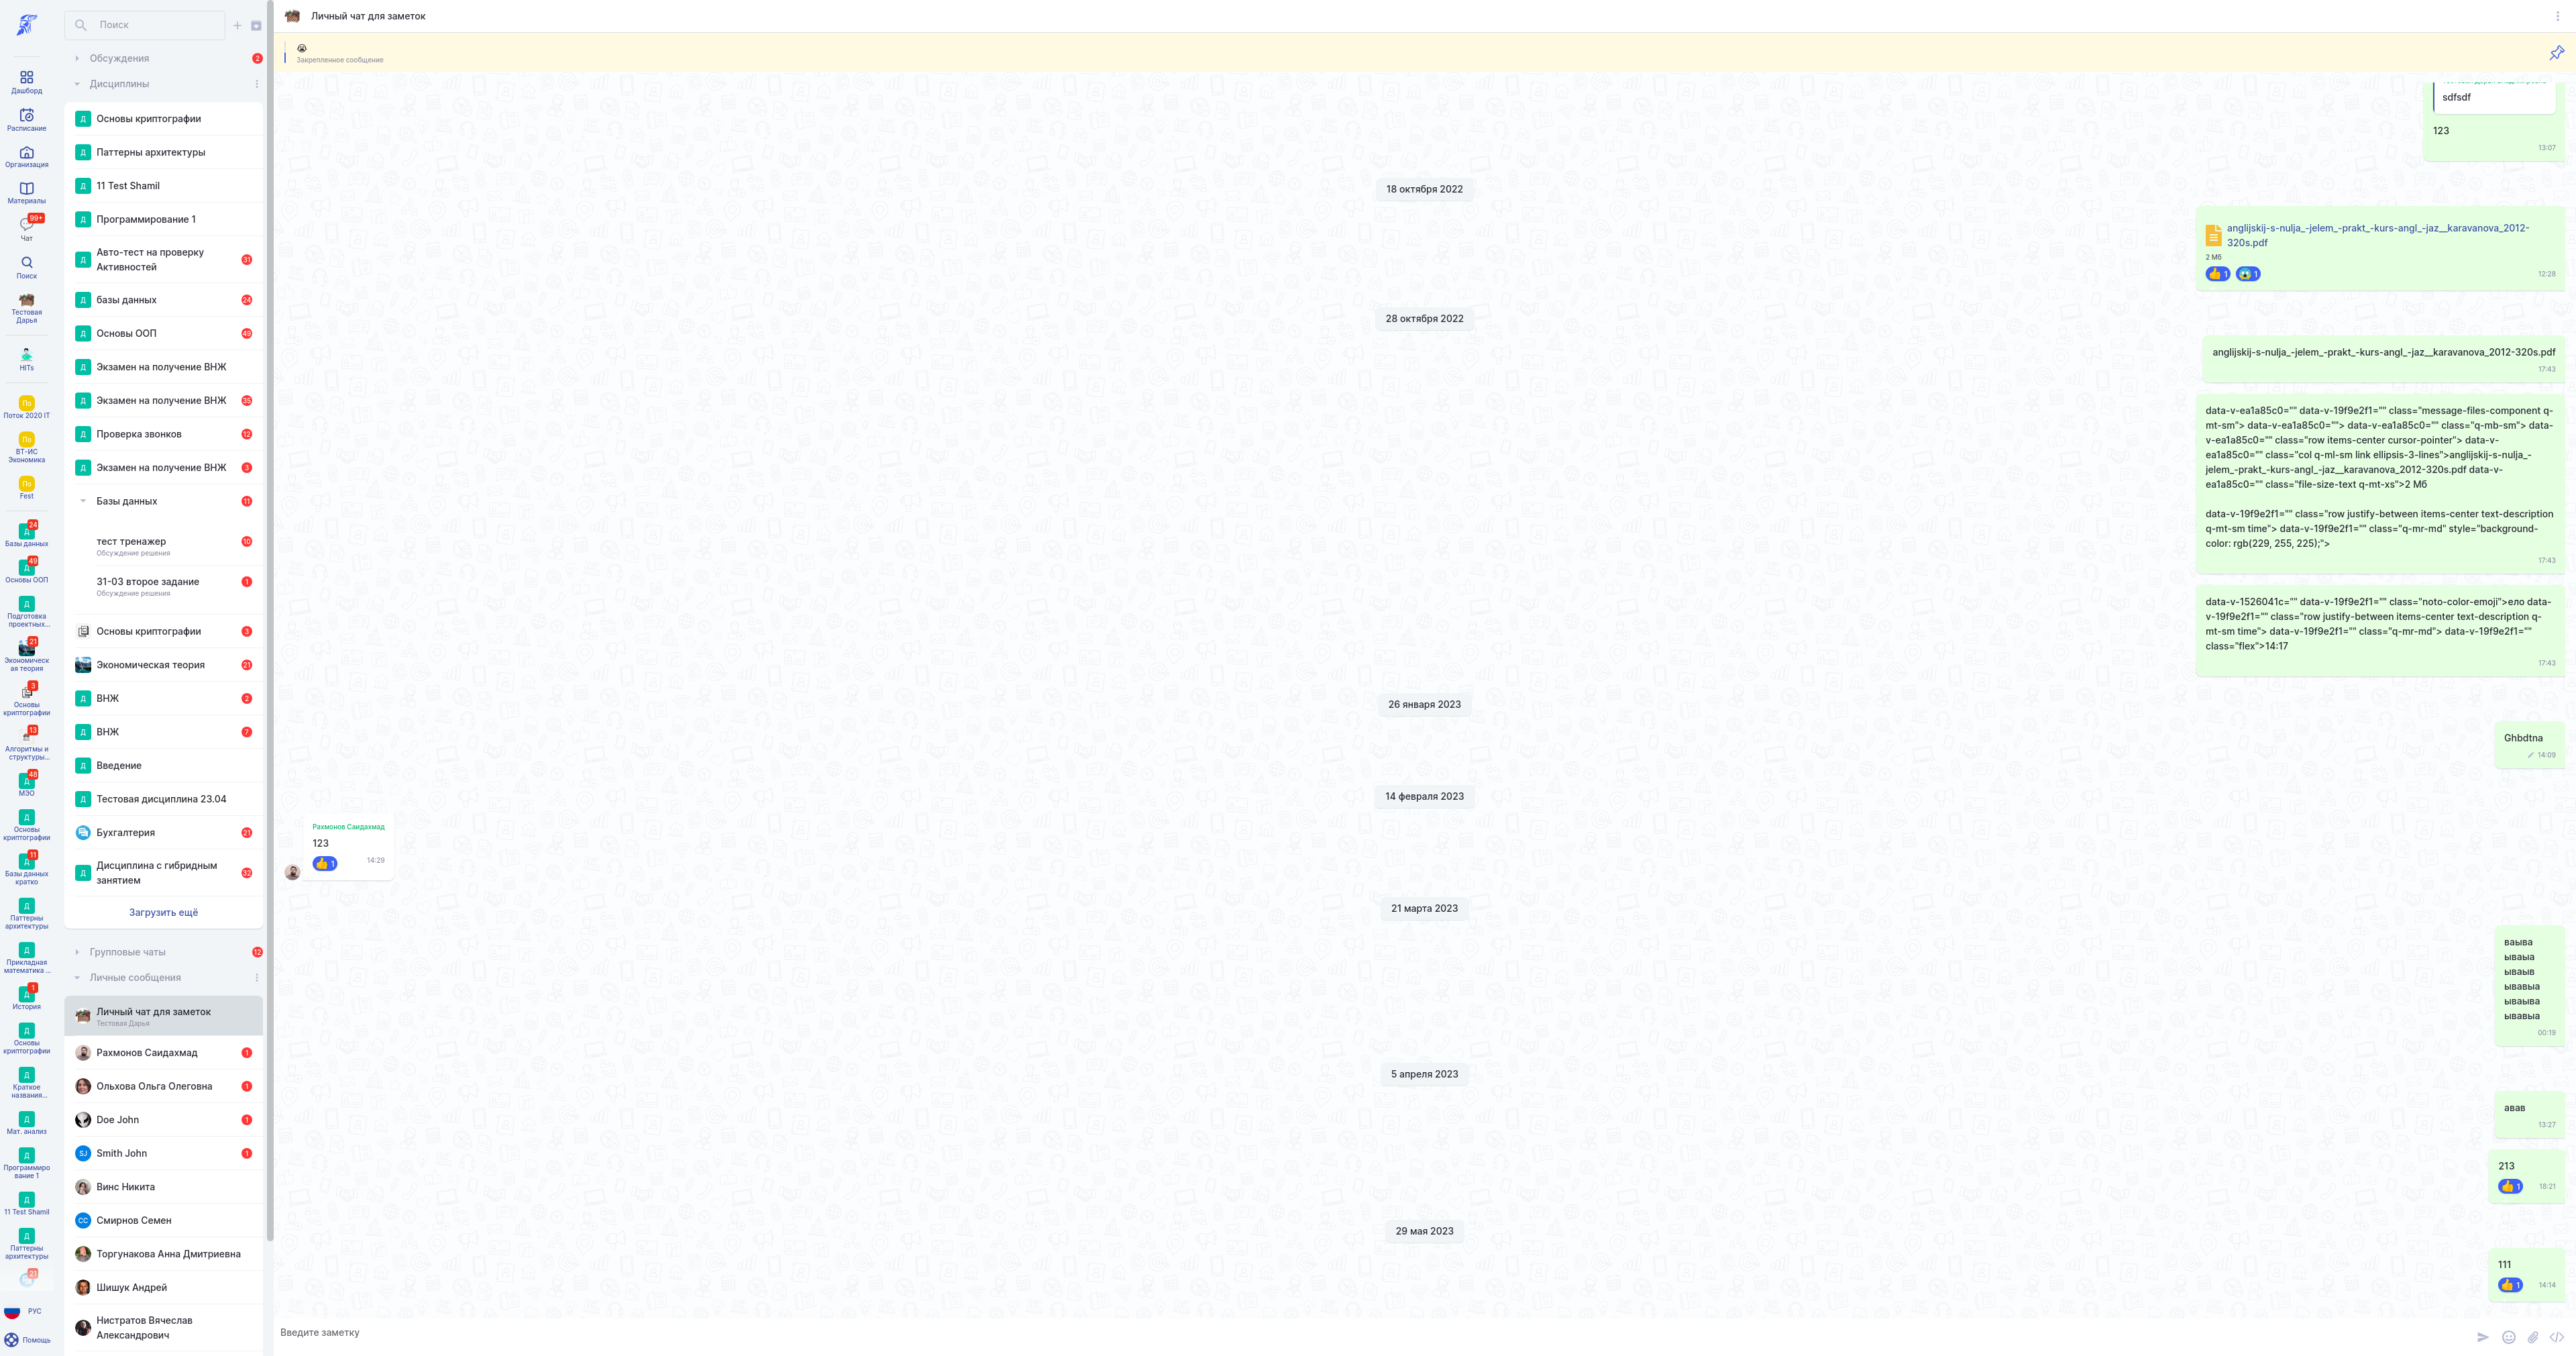 Дашборд
Расписание
Организация
Материалы
99+
Чат
Поиск
Тестовая
Дарья
HITs
По
Поток 2020 IT
По
ВТ-ИС
Экономика
По
Fest
24
Д
Базы данных
49
Д
Основы ООП
Д
Подготовка
проектных...
21
Экономическ
ая теория
3
Основы
криптографии
13
Алгоритмы и
структуры...
48
Д
МЭО
Д
Основы
криптографии
11
Д
Базы данных
кратко
Д
Паттерны
архитектуры
Д
Прикладная
математика ...
1
Д
История
Д
Основы
криптографии
Д
Краткое
названия...
Д
Мат. анализ
Д
Программиро
вание 1
Д
11 Test Shamil
Д
Паттерны
архитектуры
21
РУС
Помощь
Поиск
Обсуждения 2
Дисциплины
Д Основы криптографии
Д Паттерны архитектуры
Д 11 Test Shamil
Д Программирование 1
Д Авто-тест на проверку
Активностей 31
Д базы данных 24
Д Основы ООП 49
Д Экзамен на получение ВНЖ
Д Экзамен на получение ВНЖ 35
Д Проверка звонков 12
Д Экзамен на получение ВНЖ 3
Базы данных 11
тест тренажер 10
Обсуждение решения
31-03 второе задание 1
Обсуждение решения
Основы криптографии 3
Экономическая теория 21
Д ВНЖ 2
Д ВНЖ 7
Д Введение
Д Тестовая дисциплина 23.04
Бухгалтерия 21
Д Дисциплина с гибридным
занятием 32
Загрузить ещё
Групповые чаты 12
Личные сообщения
Личный чат для заметок
Тестовая Дарья
Рахмонов Саидахмад 1
Ольхова Ольга Олеговна 1
Doe John 1
SJ Smith John 1
Винс Никита
СС Смирнов Семен
Торгунакова Анна Дмитриевна
Шишук Андрей
Нистратов Вячеслав
Александрович
Личный чат для заметок
😭
Закрепленное сообщение
sdfsdf
123
13:07
18 октября 2022
anglijskij-s-nulja_-jelem_-prakt_-kurs-angl_-jaz__karavanova_2012-
320s.pdf
2 Мб
👍 1 😱 1 12:28
28 октября 2022
anglijskij-s-nulja_-jelem_-prakt_-kurs-angl_-jaz__karavanova_2012-320s.pdf
17:43
data-v-ea1a85c0="" data-v-19f9e2f1="" class="message-files-component q-
mt-sm"> data-v-ea1a85c0=""> data-v-ea1a85c0="" class="q-mb-sm"> data-
v-ea1a85c0="" class="row items-center cursor-pointer"> data-v-
ea1a85c0="" class="col q-ml-sm link ellipsis-3-lines">anglijskij-s-nulja_-
jelem_-prakt_-kurs-angl_-jaz__karavanova_2012-320s.pdf data-v-
ea1a85c0="" class="file-size-text q-mt-xs">2 Мб
data-v-19f9e2f1="" class="row justify-between items-center text-description
q-mt-sm time"> data-v-19f9e2f1="" class="q-mr-md" style="background-
color: rgb(229, 255, 225);">
17:43
data-v-1526041c="" data-v-19f9e2f1="" class="noto-color-emoji">ело data-
v-19f9e2f1="" class="row justify-between items-center text-description q-
mt-sm time"> data-v-19f9e2f1="" class="q-mr-md"> data-v-19f9e2f1=""
class="flex">14:17
17:43
26 января 2023
Ghbdtna
14:09
14 февраля 2023
Рахмонов Саидахмад
123
👍 1 14:29
21 марта 2023
ваыва
ываыа
ываыв
ывавыа
ываыва
ывавыа
00:19
5 апреля 2023
авав
13:27
213
👍 1 18:21
29 мая 2023
111
👍 1 14:14
Введите заметку